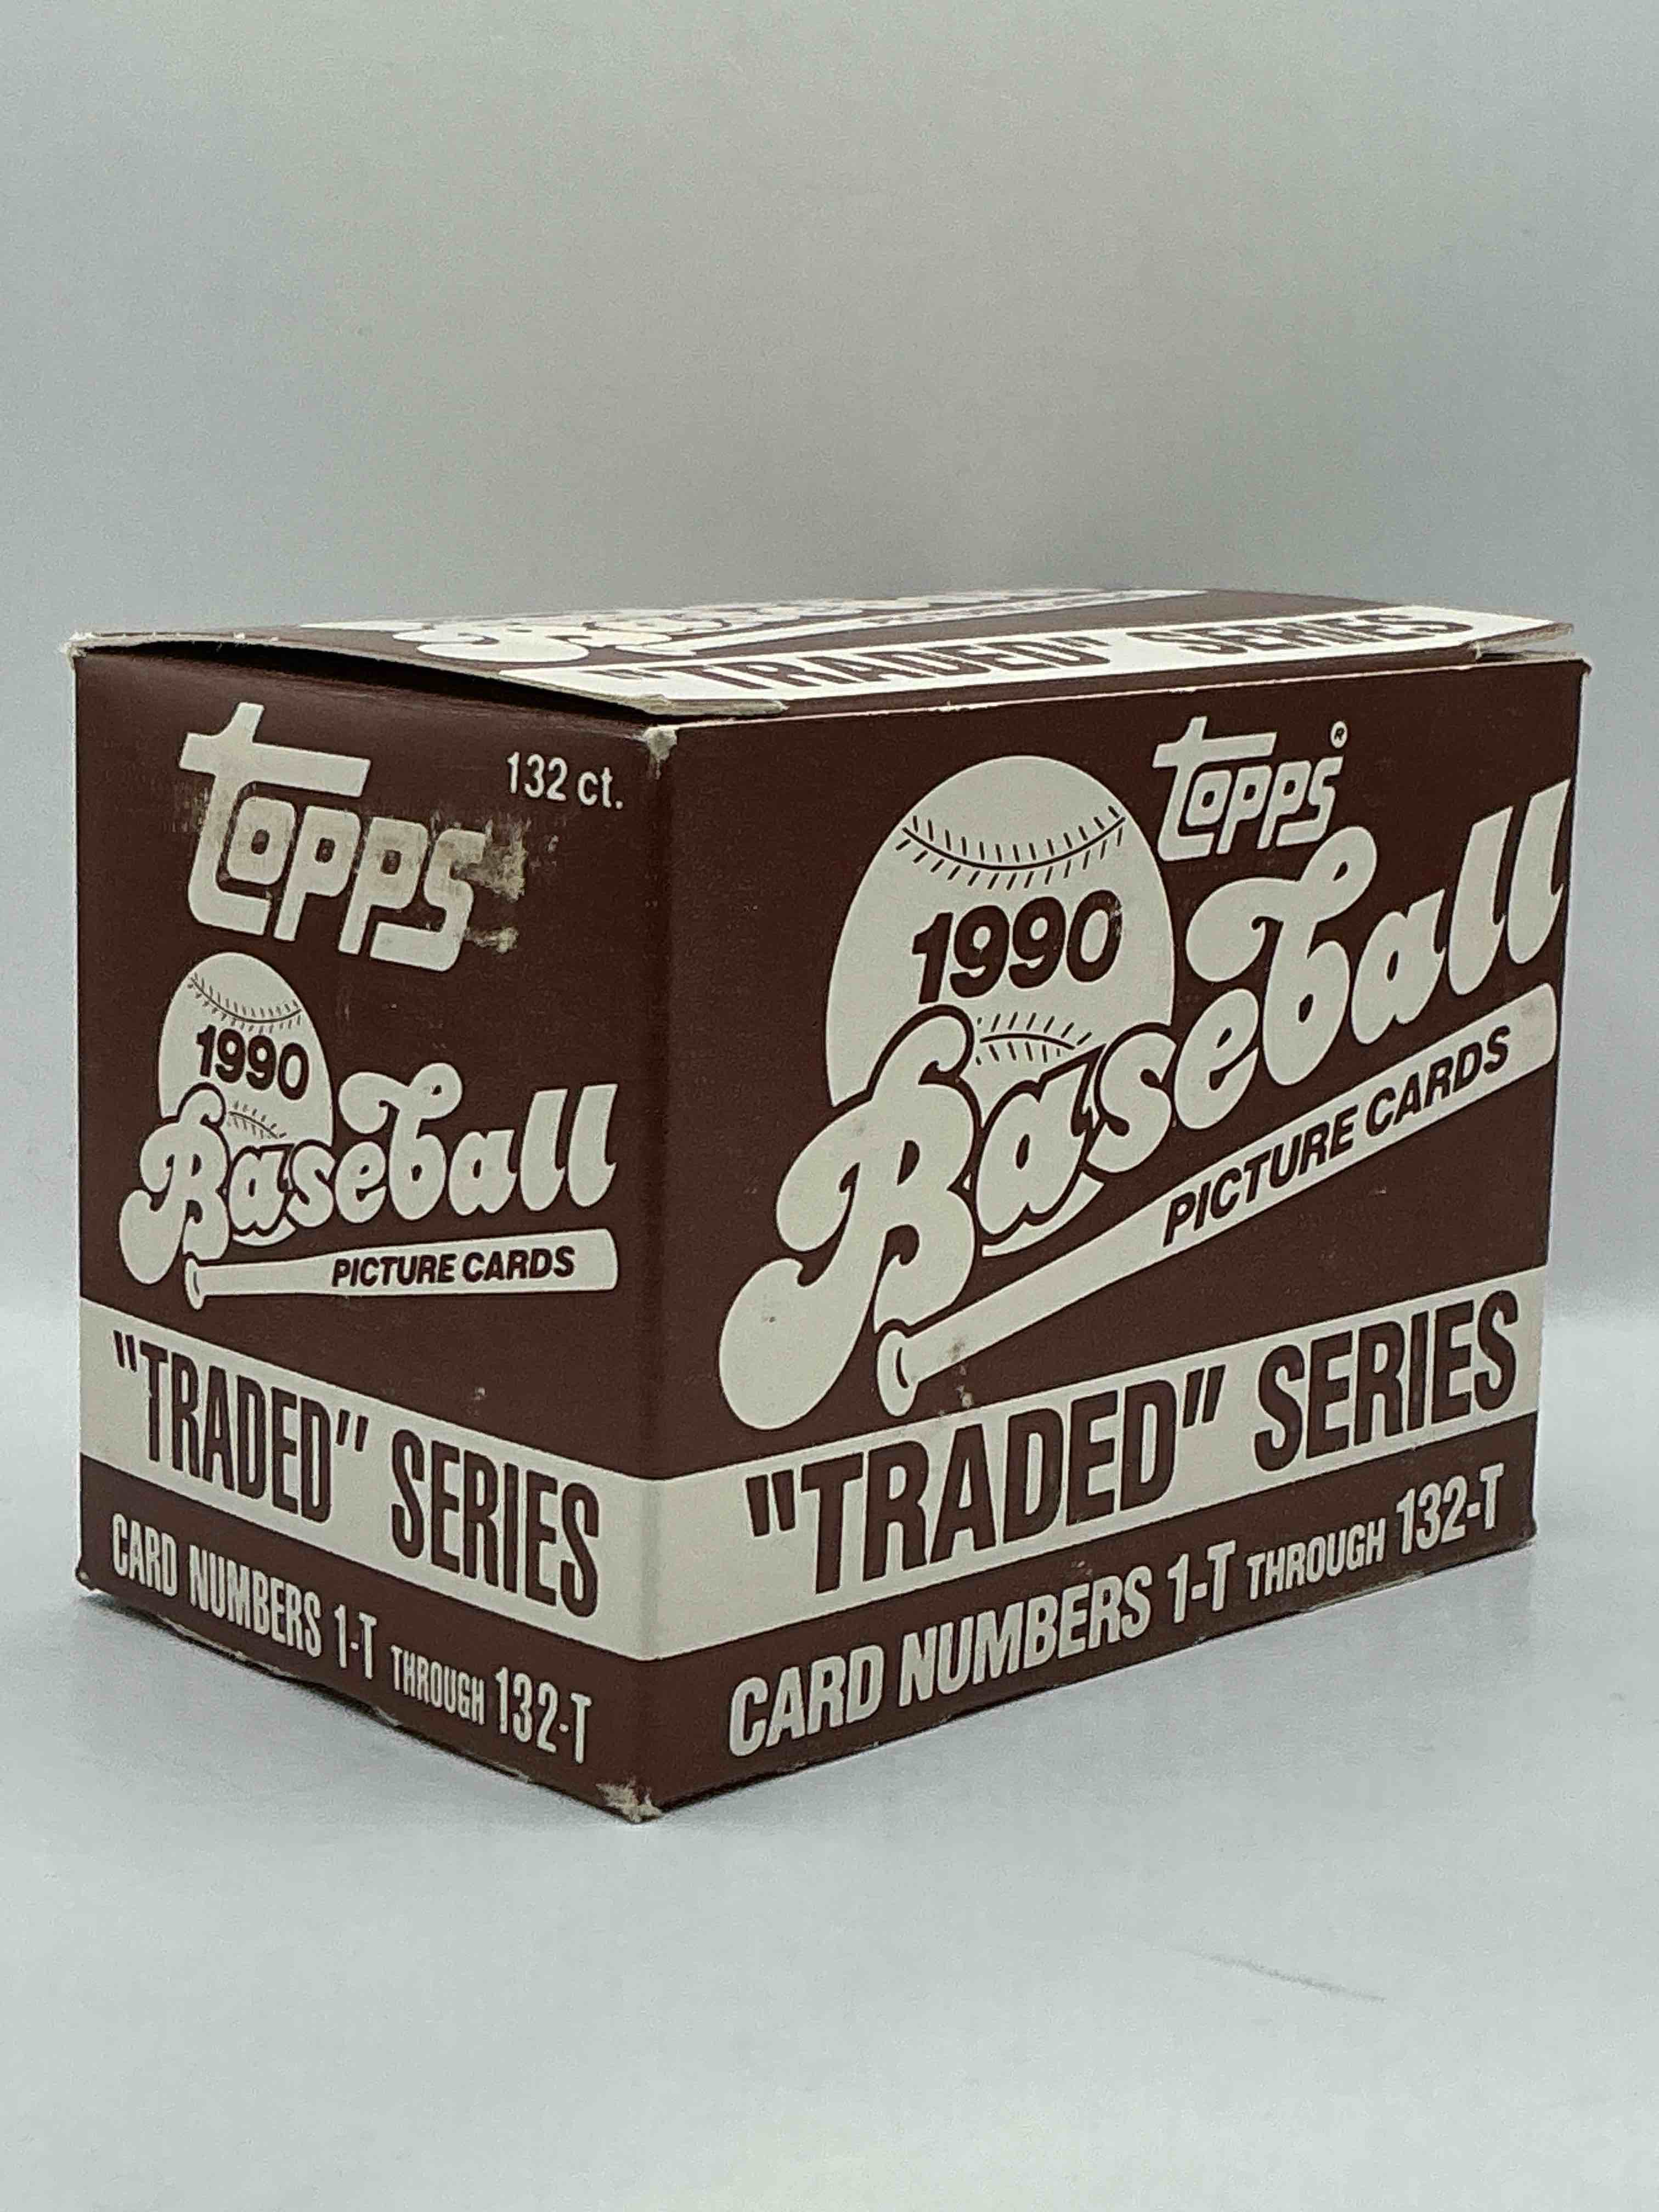 "TRADED" SERIES
Topps
132 ct.
1990
Baseball
PICTURE CARDS
"TRADED" SERIES
CARD NUMBERS 1-T THROUGH 132-T
Topps®
1990
Baseball
PICTURE CARDS
"TRADED" SERIES
CARD NUMBERS 1-T THROUGH 132-T